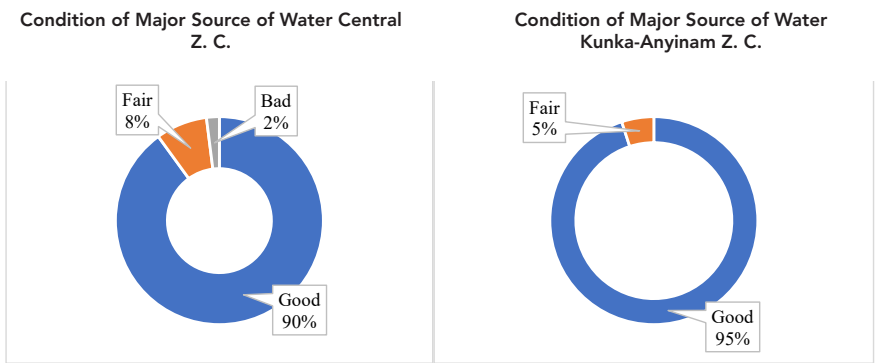 Condition of Major Source of Water Central
Z. C.
Fair
8%
Bad
2%
Good
90%
Condition of Major Source of Water
Kunka-Anyinam Z. C.
Fair
5%
Good
95%